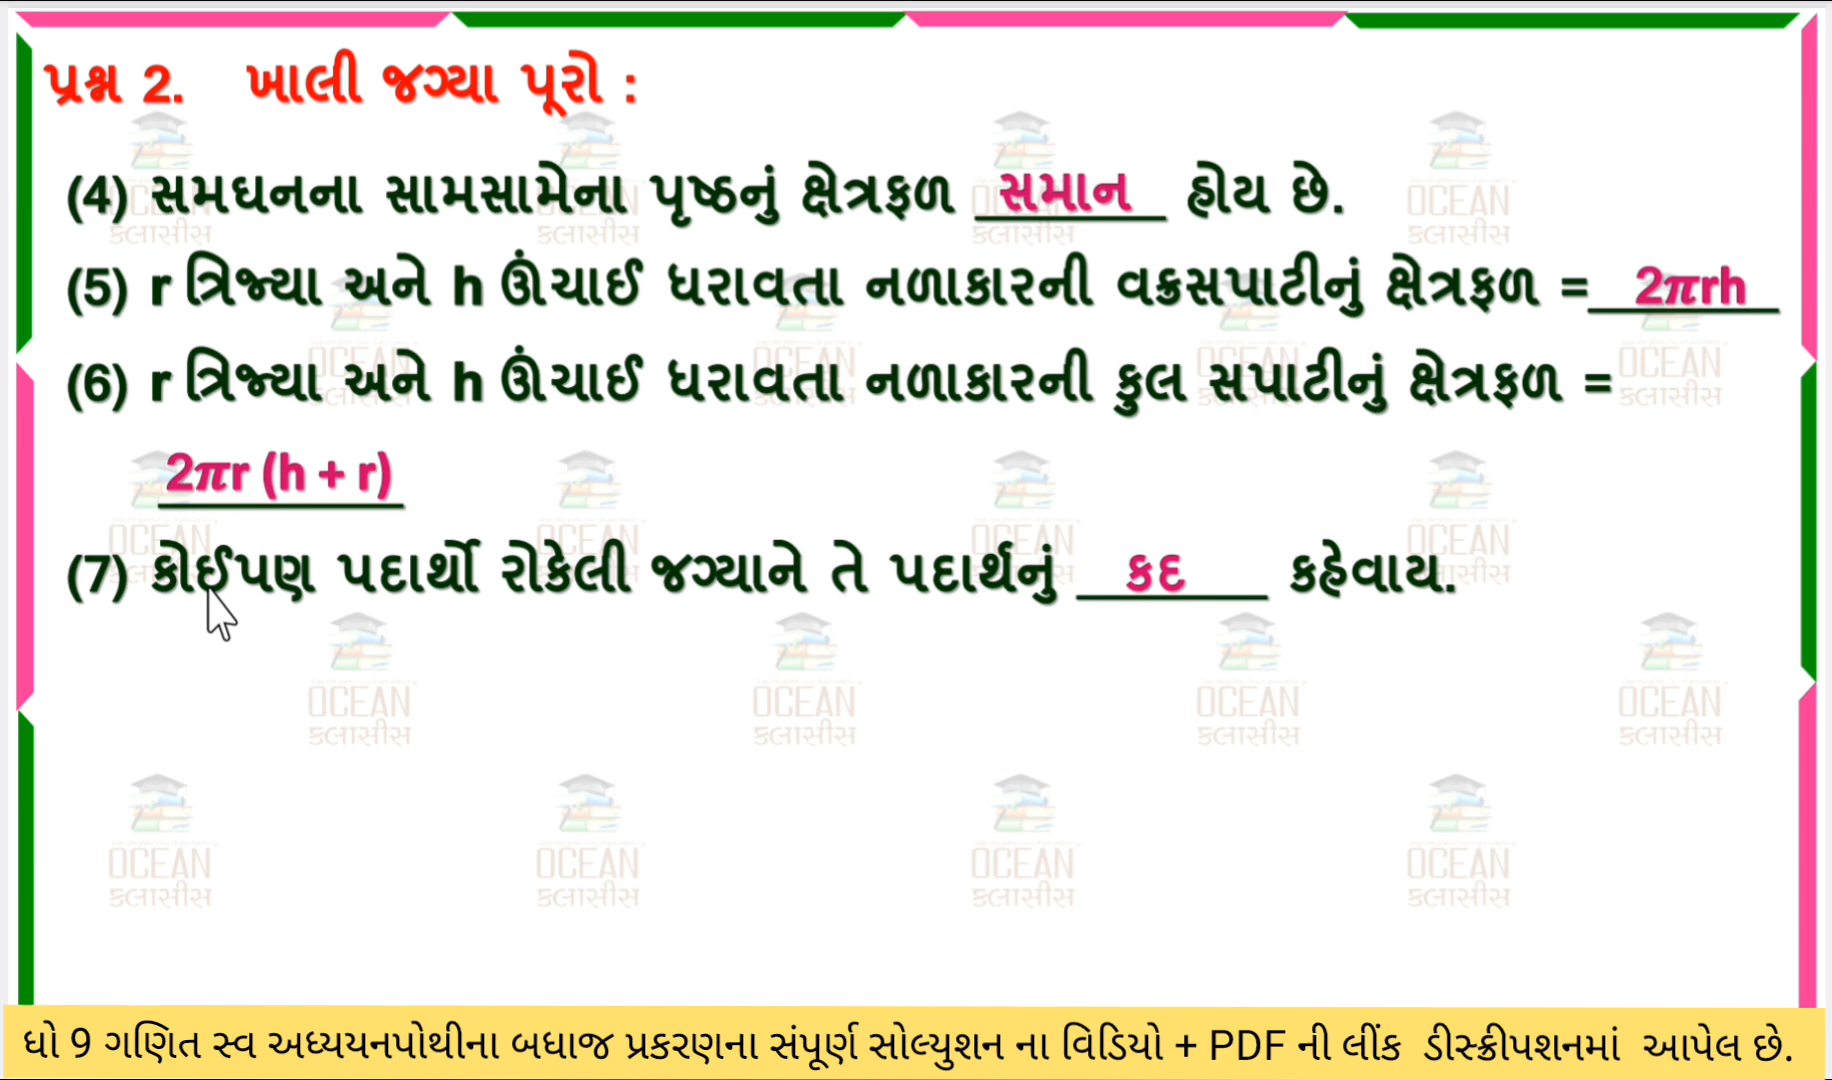 પ્રશ્ન 2. ખાલી જગ્યા પૂરો :
(4) સમઘનના સામસામેના પૃષ્ઠનું ક્ષેત્રફળ સમાન હોય છે.
(5) r ત્રિજ્યા અને h ઊંચાઈ ધરાવતા નળાકારની વક્રસપાટીનું ક્ષેત્રફળ = 2πrh
(6) r ત્રિજ્યા અને h ઊંચાઈ ધરાવતા નળાકારની કુલ સપાટીનું ક્ષેત્રફળ =
2πr (h + r)
(7) કોઈપણ પદાર્થે રોકેલી જગ્યાને તે પદાર્થનું કદ કહેવાય.
OCEAN
ક્લાસીસ
ધો 9 ગણિત સ્વ અધ્યયનપોથીના બધાજ પ્રકરણના સંપૂર્ણ સોલ્યુશન ના વિડિયો + PDF ની લીંક ડીસ્ક્રીપશનમાં આપેલ છે.